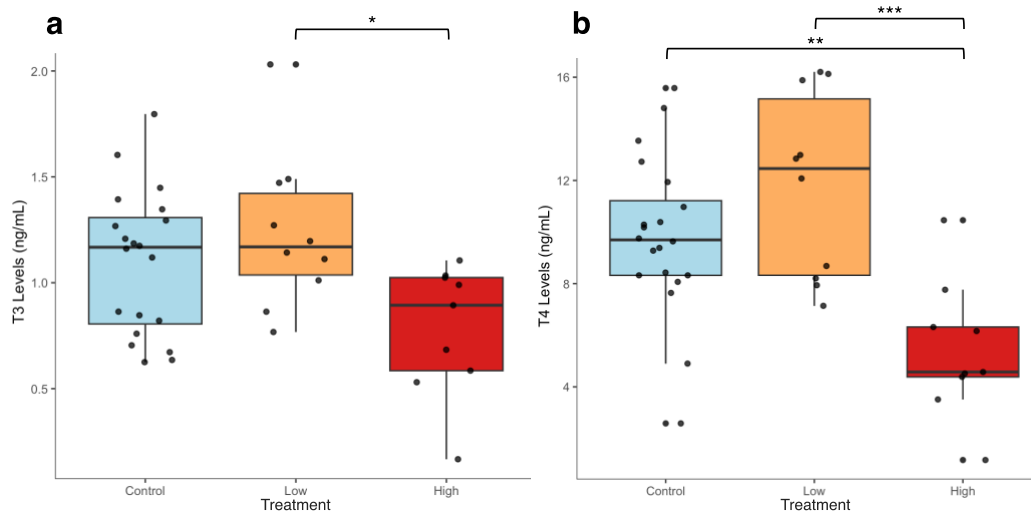 a
*
T3 Levels (ng/mL)
2.0
1.5
1.0
0.5
Control
Low
High
Treatment
b
***
**
T4 Levels (ng/mL)
16
12
8
4
Control
Low
High
Treatment